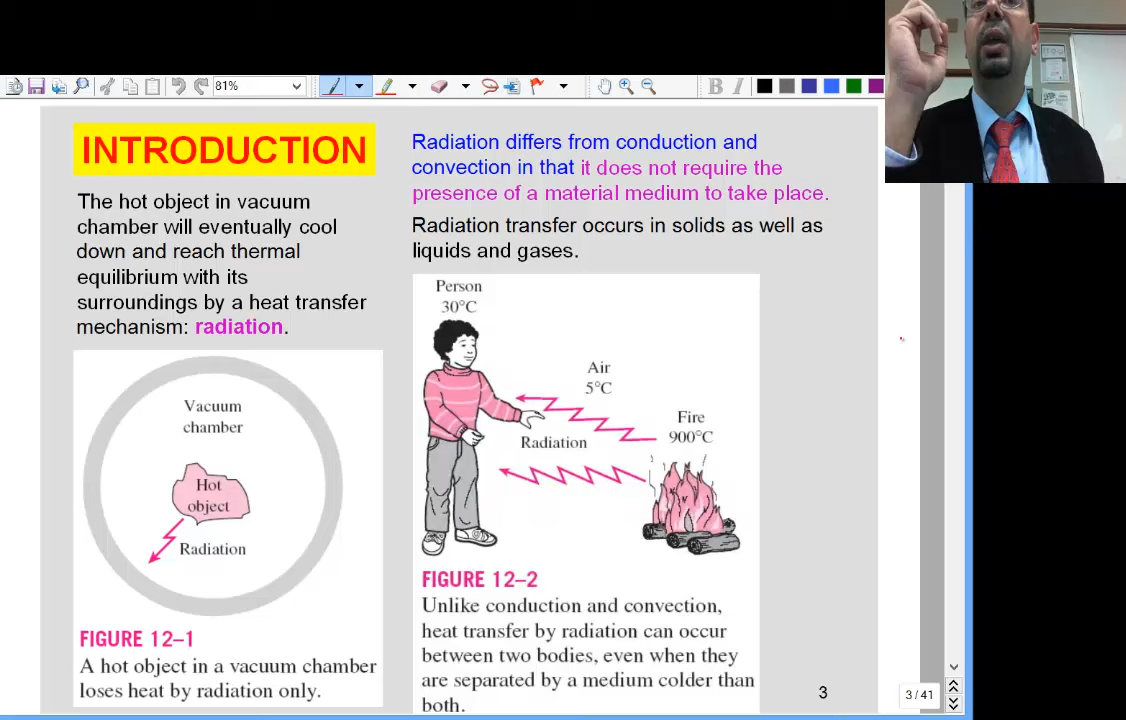 81%
INTRODUCTION
The hot object in vacuum
chamber will eventually cool
down and reach thermal
equilibrium with its
surroundings by a heat transfer
mechanism: radiation.
Vacuum
chamber
Hot
object
Radiation
FIGURE 12–1
A hot object in a vacuum chamber
loses heat by radiation only.
Radiation differs from conduction and
convection in that it does not require the
presence of a material medium to take place.
Radiation transfer occurs in solids as well as
liquids and gases.
Person
30°C
Air
5°C
Fire
900°C
Radiation
FIGURE 12–2
Unlike conduction and convection,
heat transfer by radiation can occur
between two bodies, even when they
are separated by a medium colder than
both.
3
3 / 41
B I